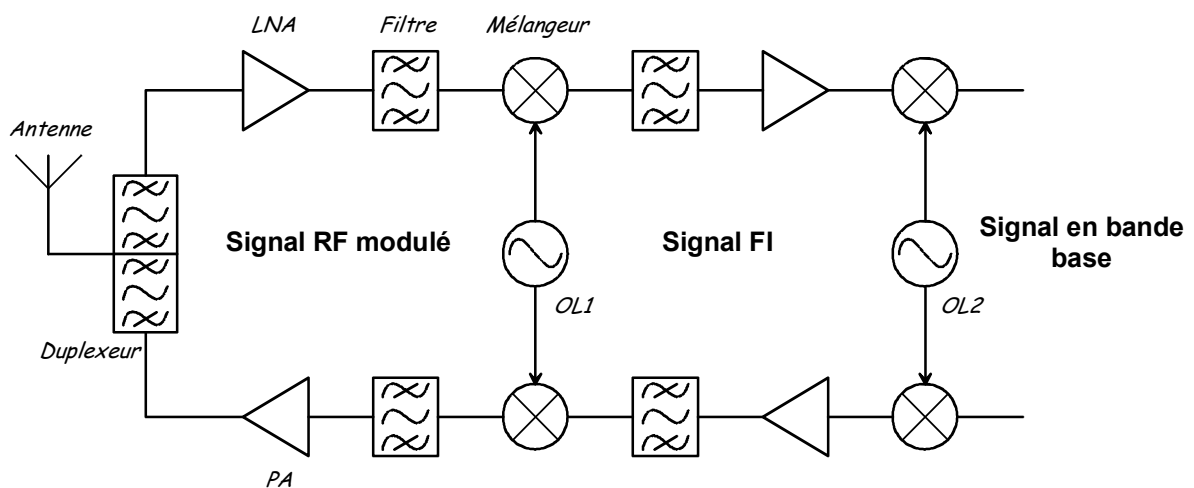 LNA
Filtre
Mélangeur
Antenne
Signal RF modulé
Signal FI
Signal en bande
base
OL1
OL2
Duplexeur
PA